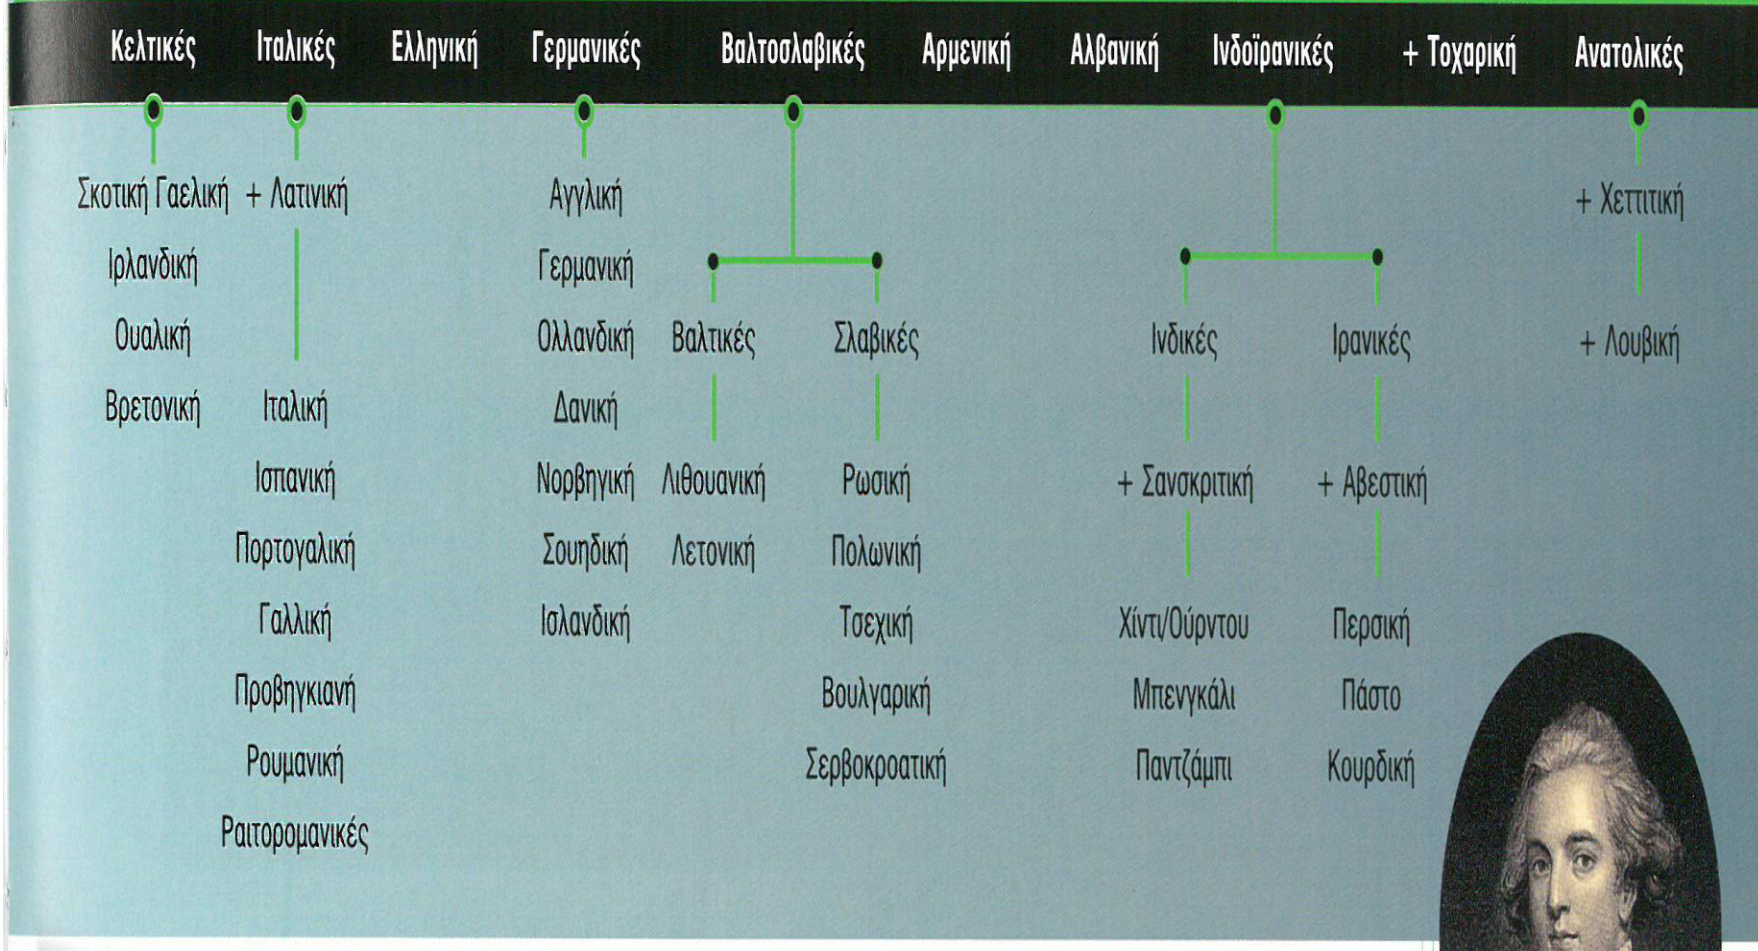 Κελτικές Ιταλικές Ελληνική Γερμανικές Βαλτοσλαβικές Αρμενική Αλβανική Ινδοϊρανικές + Τοχαρική Ανατολικές
Σκοτική Γαελική + Λατινική Αγγλική + Χεττιτική
Ιρλανδική Γερμανική
Ουαλική Ολλανδική Βαλτικές Σλαβικές Ινδικές Ιρανικές + Λουβική
Βρετονική Ιταλική Δανική
Ισπανική Νορβηγική Λιθουανική Ρωσική + Σανσκριτική + Αβεστική
Πορτογαλική Σουηδική Λετονική Πολωνική
Γαλλική Ισλανδική Τσεχική Χίντι/Ούρντου Περσική
Προβηγκιανή Βουλγαρική Μπενγκάλι Πάστο
Ρουμανική Σερβοκροατική Παντζάμπι Κουρδική
Ραιτορομανικές